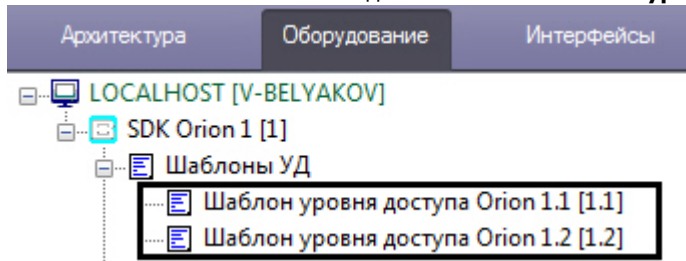 Архитектура Оборудование Интерфейсы
LOCALHOST [V-BELYAKOV]
SDK Orion 1 [1]
Шаблоны УД
Шаблон уровня доступа Orion 1.1 [1.1]
Шаблон уровня доступа Orion 1.2 [1.2]